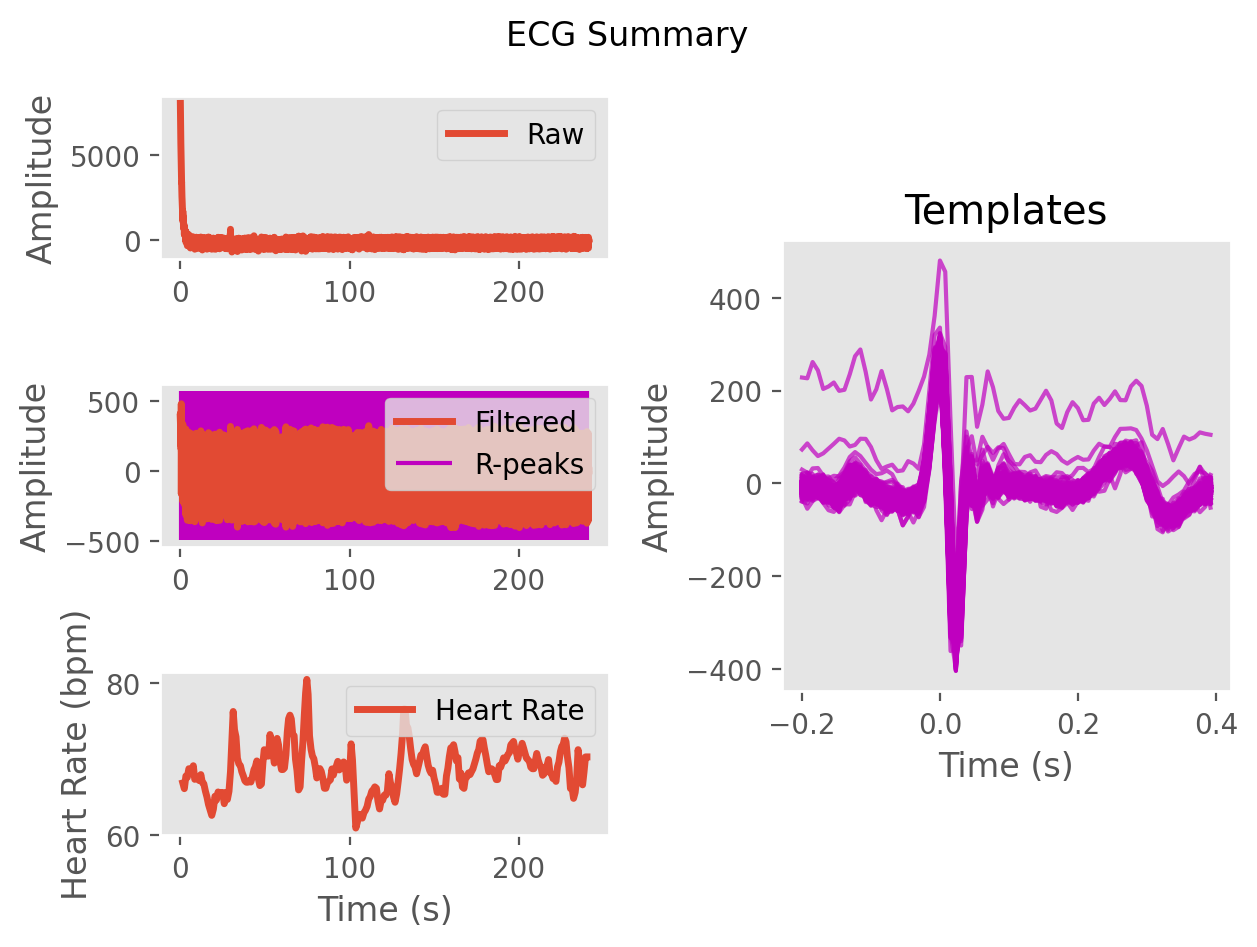 ECG Summary
Amplitude
5000
0
Raw
0 100 200
Amplitude
500
0
−500
Filtered
R-peaks
0 100 200
Heart Rate (bpm)
80
60
Heart Rate
0 100 200
Time (s)
Templates
Amplitude
400
200
0
−200
−400
−0.2 0.0 0.2 0.4
Time (s)